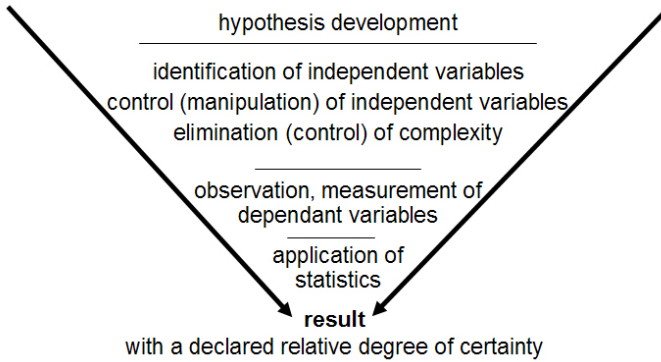 hypothesis development
identification of independent variables
control (manipulation) of independent variables
elimination (control) of complexity
observation, measurement of
dependant variables
application of
statistics
result
with a declared relative degree of certainty